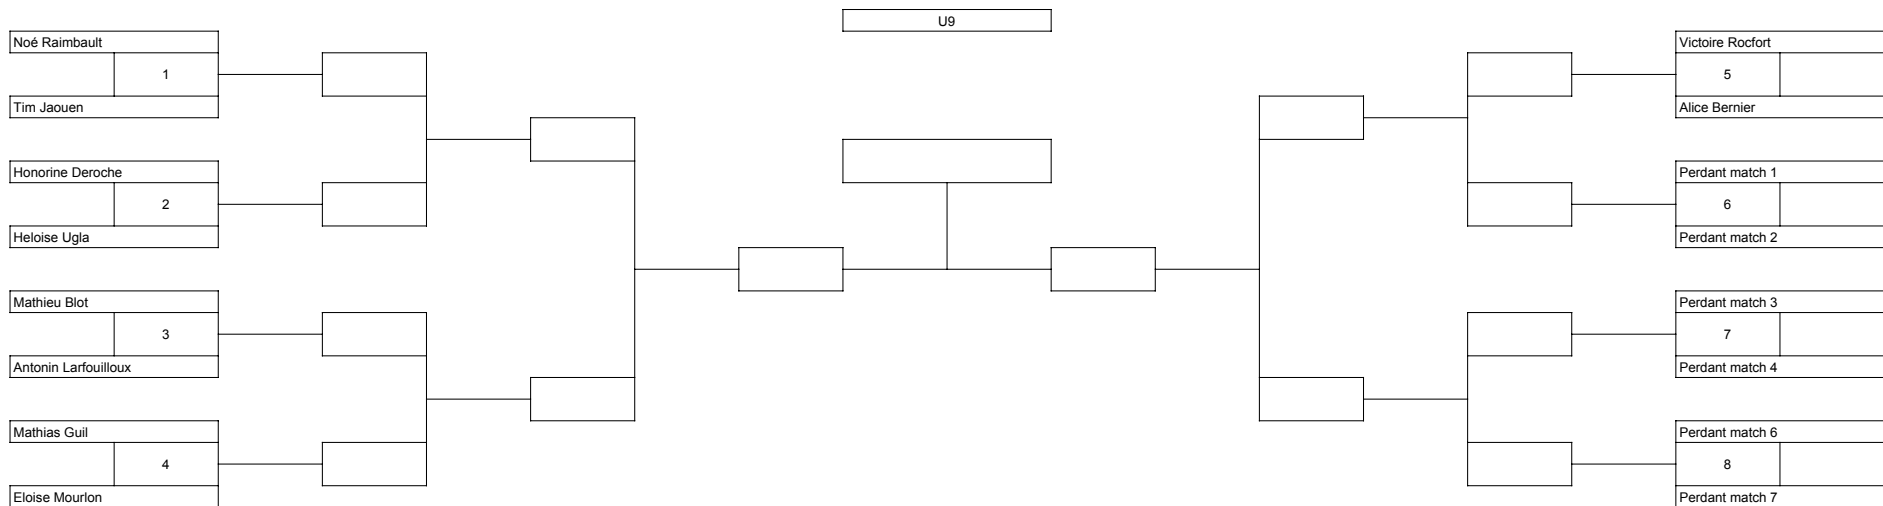 U9
Noé Raimbault
1
Tim Jaouen
Honorine Deroche
2
Heloise Ugla
Mathieu Blot
3
Antonin Larfouilloux
Mathias Guil
4
Eloise Mourlon
Victoire Rocfort
5
Alice Bernier
Perdant match 1
6
Perdant match 2
Perdant match 3
7
Perdant match 4
Perdant match 6
8
Perdant match 7